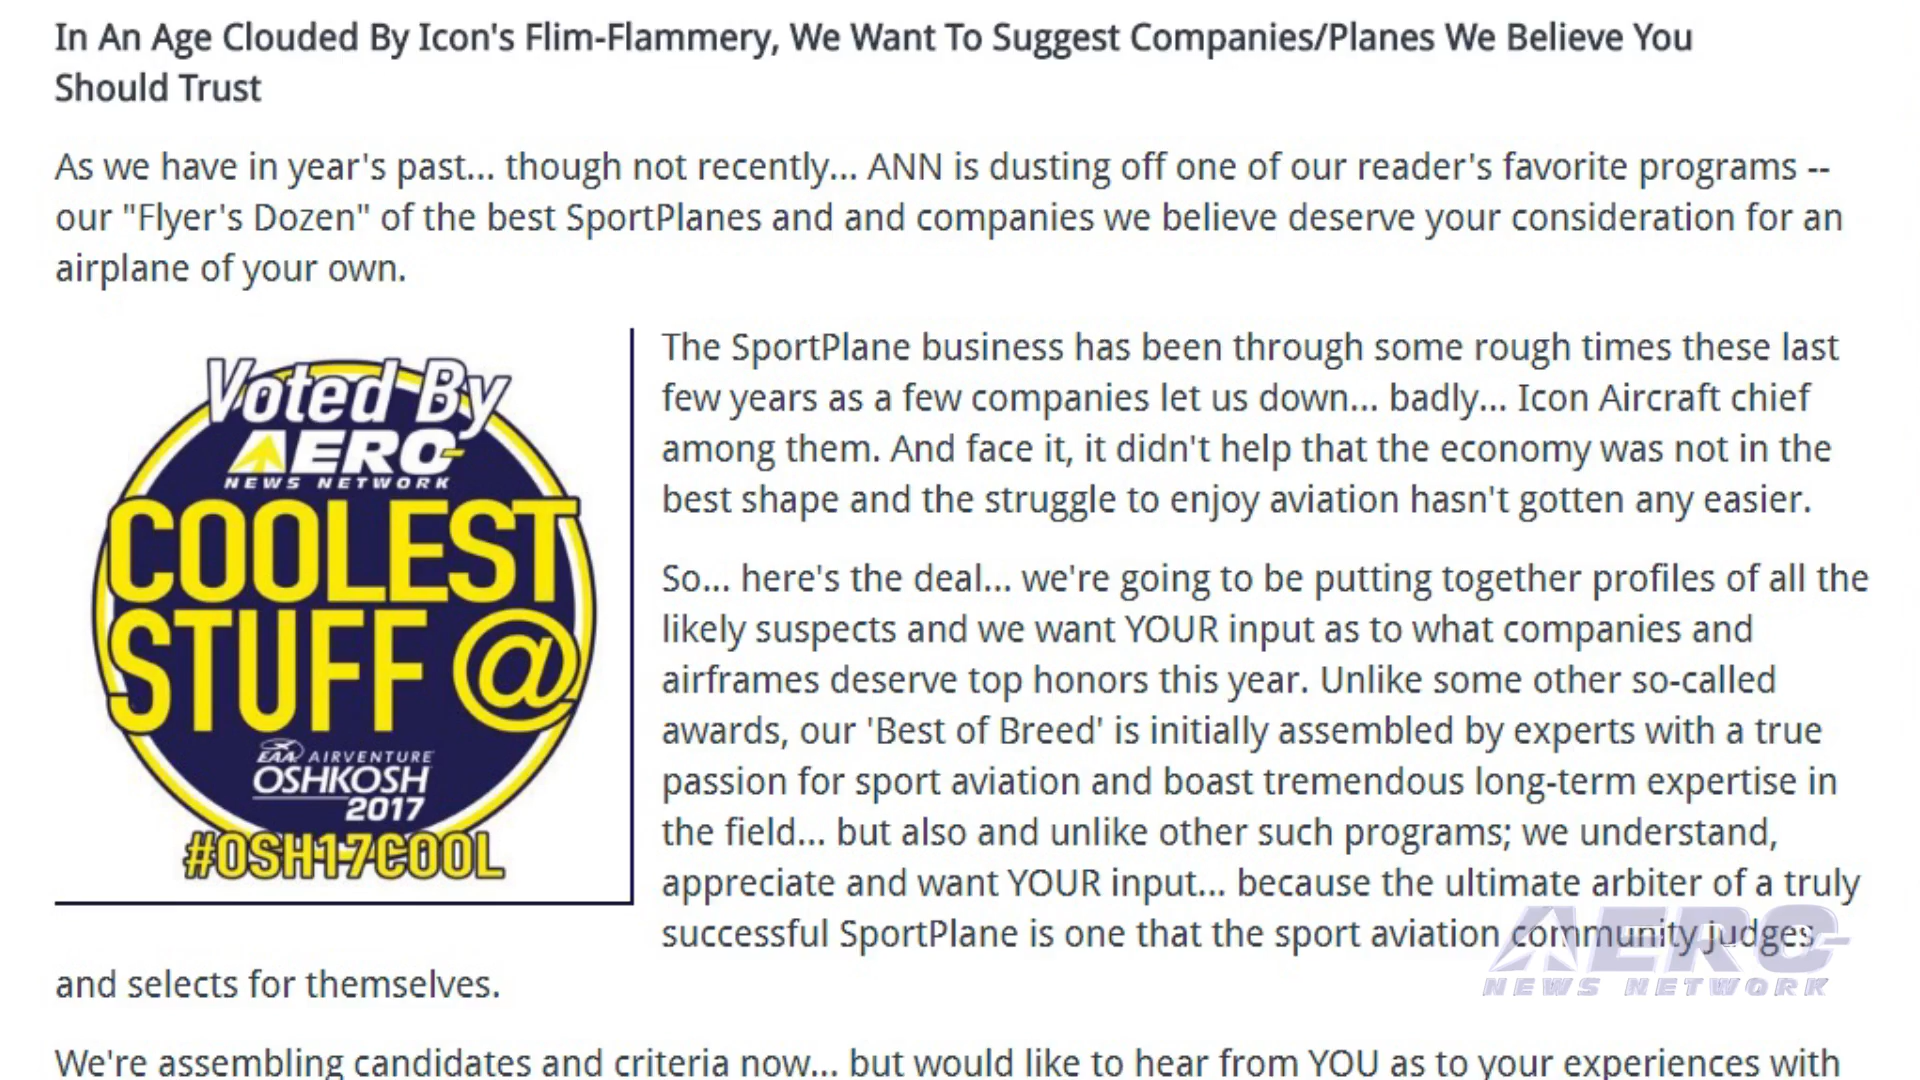 In An Age Clouded By Icon's Flim-Flammery, We Want To Suggest Companies/Planes We Believe You
Should Trust
As we have in year's past... though not recently... ANN is dusting off one of our reader's favorite programs --
our "Flyer's Dozen" of the best SportPlanes and and companies we believe deserve your consideration for an
airplane of your own.
Voted By
AERO
NEWS NETWORK
COOLEST
STUFF @
EAA AIRVENTURE
OSHKOSH
2017
#OSH17COOL
The SportPlane business has been through some rough times these last
few years as a few companies let us down... badly... Icon Aircraft chief
among them. And face it, it didn't help that the economy was not in the
best shape and the struggle to enjoy aviation hasn't gotten any easier.
So... here's the deal... we're going to be putting together profiles of all the
likely suspects and we want YOUR input as to what companies and
airframes deserve top honors this year. Unlike some other so-called
awards, our 'Best of Breed' is initially assembled by experts with a true
passion for sport aviation and boast tremendous long-term expertise in
the field... but also and unlike other such programs; we understand,
appreciate and want YOUR input... because the ultimate arbiter of a truly
successful SportPlane is one that the sport aviation community judges
and selects for themselves.
AERO
NEWS NETWORK
We're assembling candidates and criteria now... but would like to hear from YOU as to your experiences with